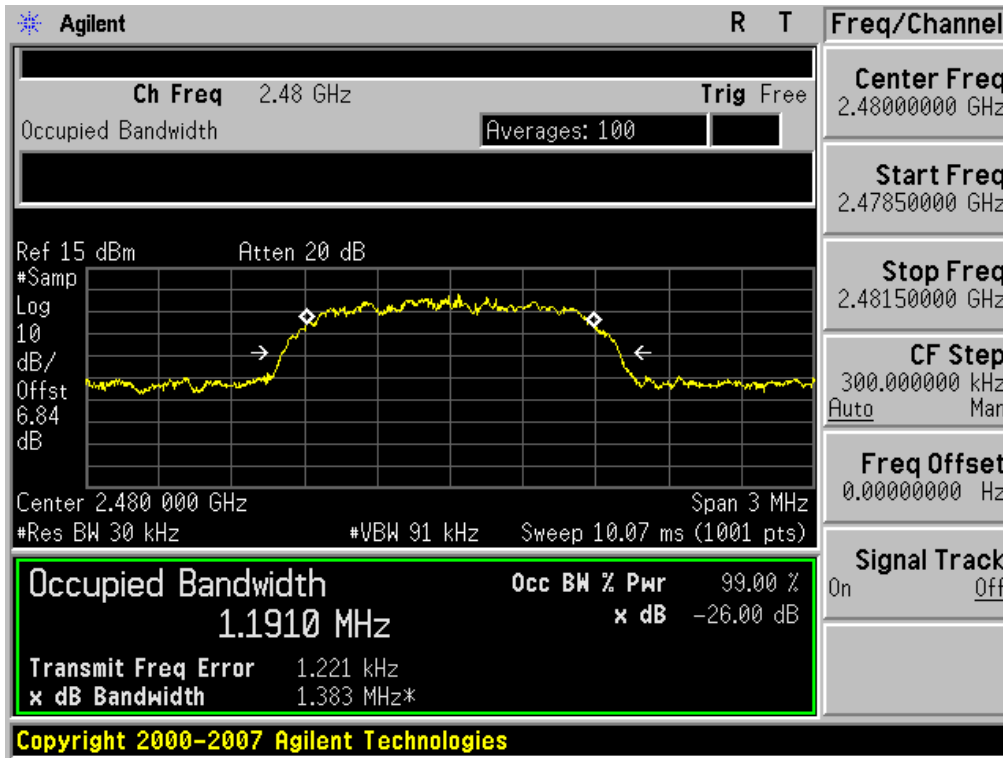 Agilent R T
Ch Freq 2.48 GHz Trig Free
Occupied Bandwidth Averages: 100
Ref 15 dBm Atten 20 dB
#Samp
Log
10
dB/
Offst
6.84
dB
Center 2.480 000 GHz Span 3 MHz
#Res BW 30 kHz #VBW 91 kHz Sweep 10.07 ms (1001 pts)
Occupied Bandwidth Occ BW % Pwr 99.00 %
1.1910 MHz x dB -26.00 dB
Transmit Freq Error 1.221 kHz
x dB Bandwidth 1.383 MHz*
Copyright 2000-2007 Agilent Technologies
Freq/Channel
Center Freq
2.48000000 GHz
Start Freq
2.47850000 GHz
Stop Freq
2.48150000 GHz
CF Step
300.000000 kHz
Auto Man
Freq Offset
0.00000000 Hz
Signal Track
On Off